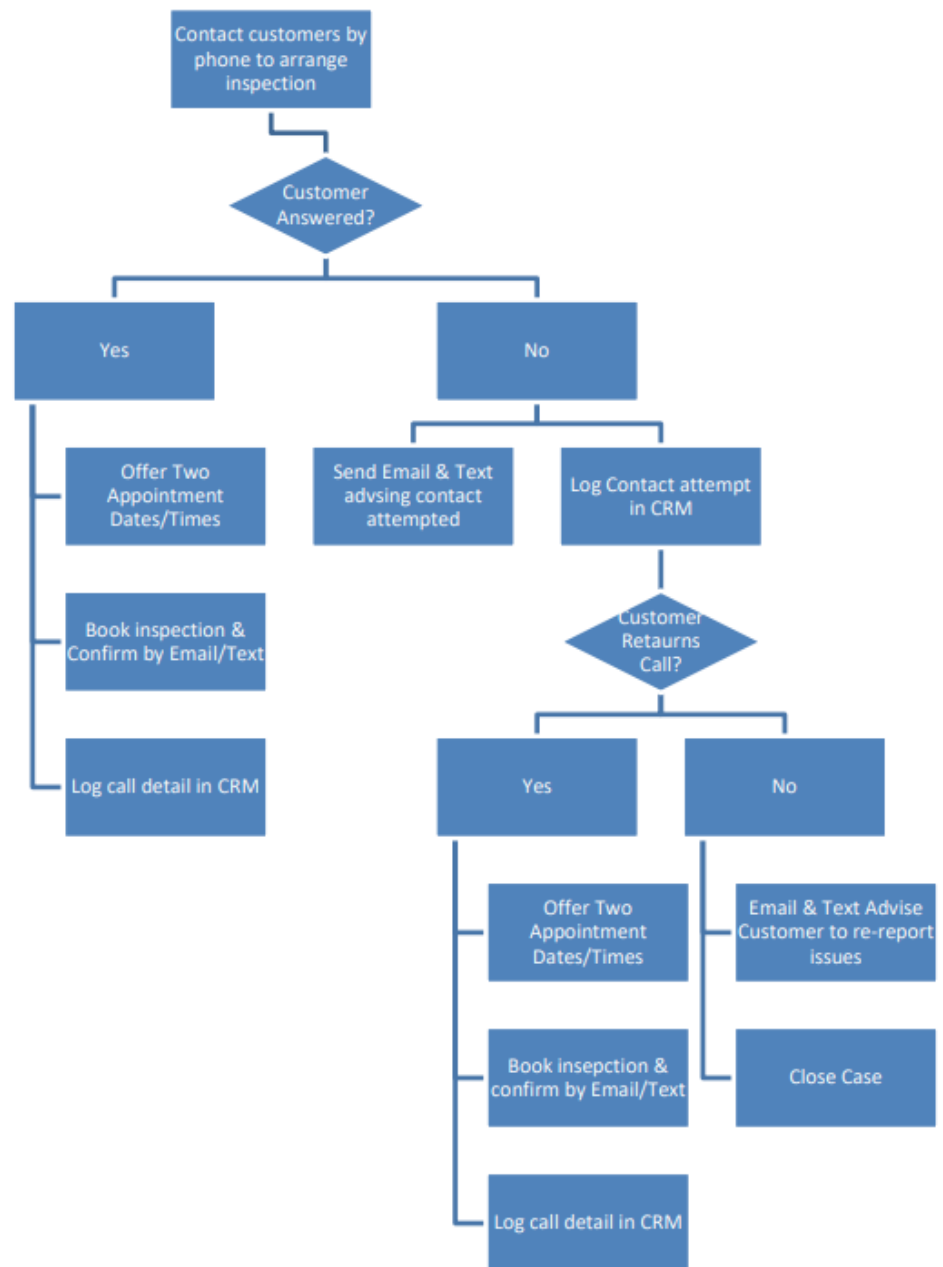 Contact customers by
phone to arrange
inspection
Customer
Answered?
Yes
No
Offer Two
Appointment
Dates/Times
Send Email & Text
advsing contact
attempted
Log Contact attempt
in CRM
Book inspection &
Confirm by Email/Text
Customer
Retaurns
Call?
Log call detail in CRM
Yes
No
Offer Two
Appointment
Dates/Times
Email & Text Advise
Customer to re-report
issues
Book insepction &
confirm by Email/Text
Close Case
Log call detail in CRM